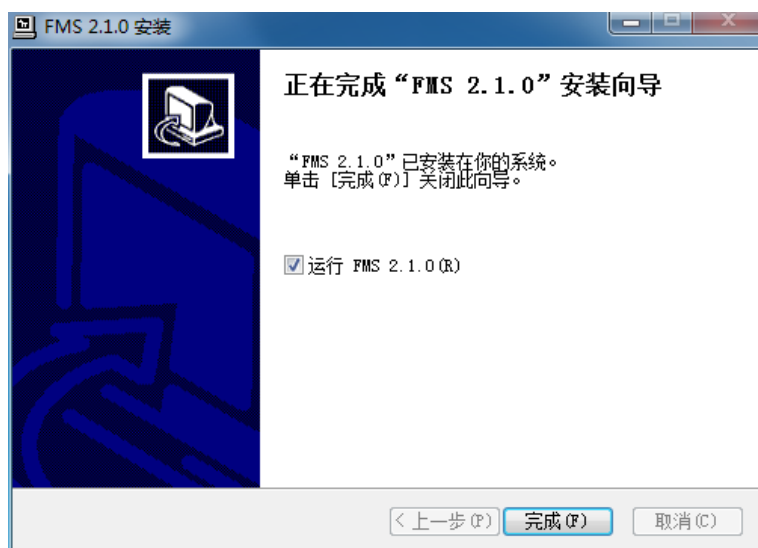 FMS 2.1.0 安装
正在完成“FMS 2.1.0”安装向导
“FMS 2.1.0”已安装在你的系统。
单击 [完成(F)] 关闭此向导。
运行 FMS 2.1.0(R)
<上一步(P) 完成(F) 取消(C)